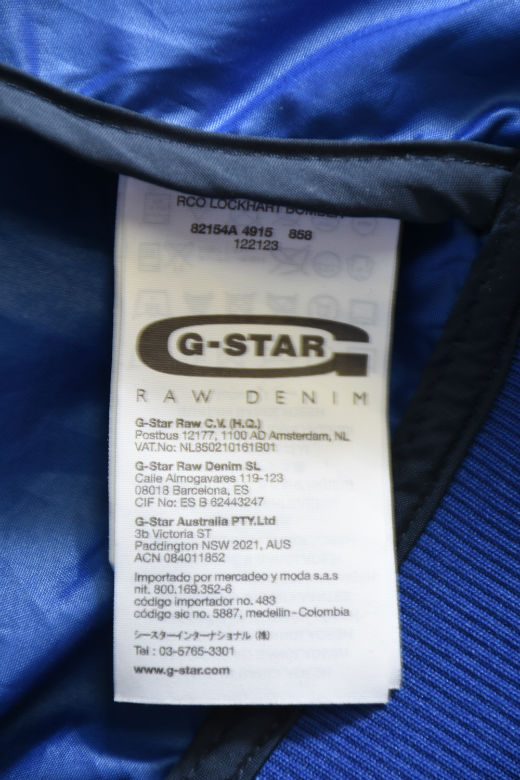 RCO LOCKHART BOMBER
82154A 4915 858
122123
G-STAR
RAW DENIM
G-Star Raw C.V. (H.Q.)
Postbus 12177, 1100 AD Amsterdam, NL
VAT.No: NL850210161B01
G-Star Raw Denim SL
Calle Almogavares 119-123
08018 Barcelona, ES
CIF No: ES B 62443247
G-Star Australia PTY.Ltd
3b Victoria ST
Paddington NSW 2021, AUS
ACN 084011852
Importado por mercadeo y moda s.a.s
nit. 800.169.352-6
código importador no. 483
código sic no. 5887, medellin-Colombia
ジースターインターナショナル (株)
Tel : 03-5765-3301
www.g-star.com